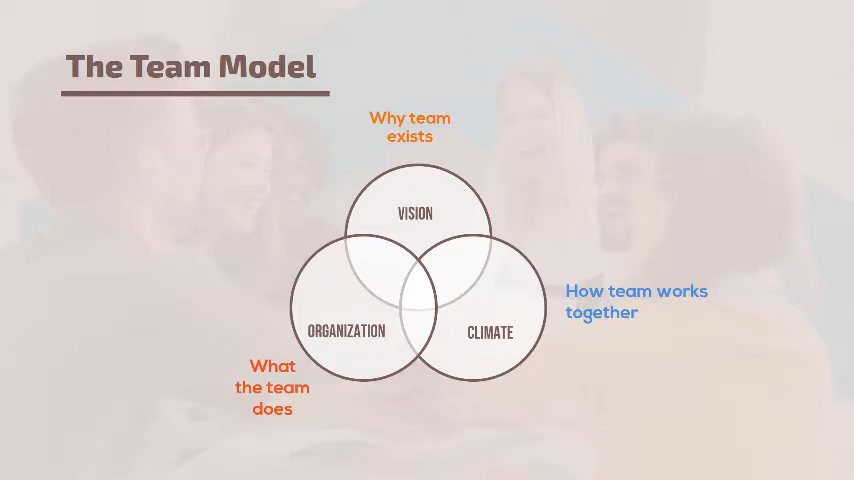 The Team Model
Why team
exists
VISION
How team works
together
ORGANIZATION
CLIMATE
What
the team
does